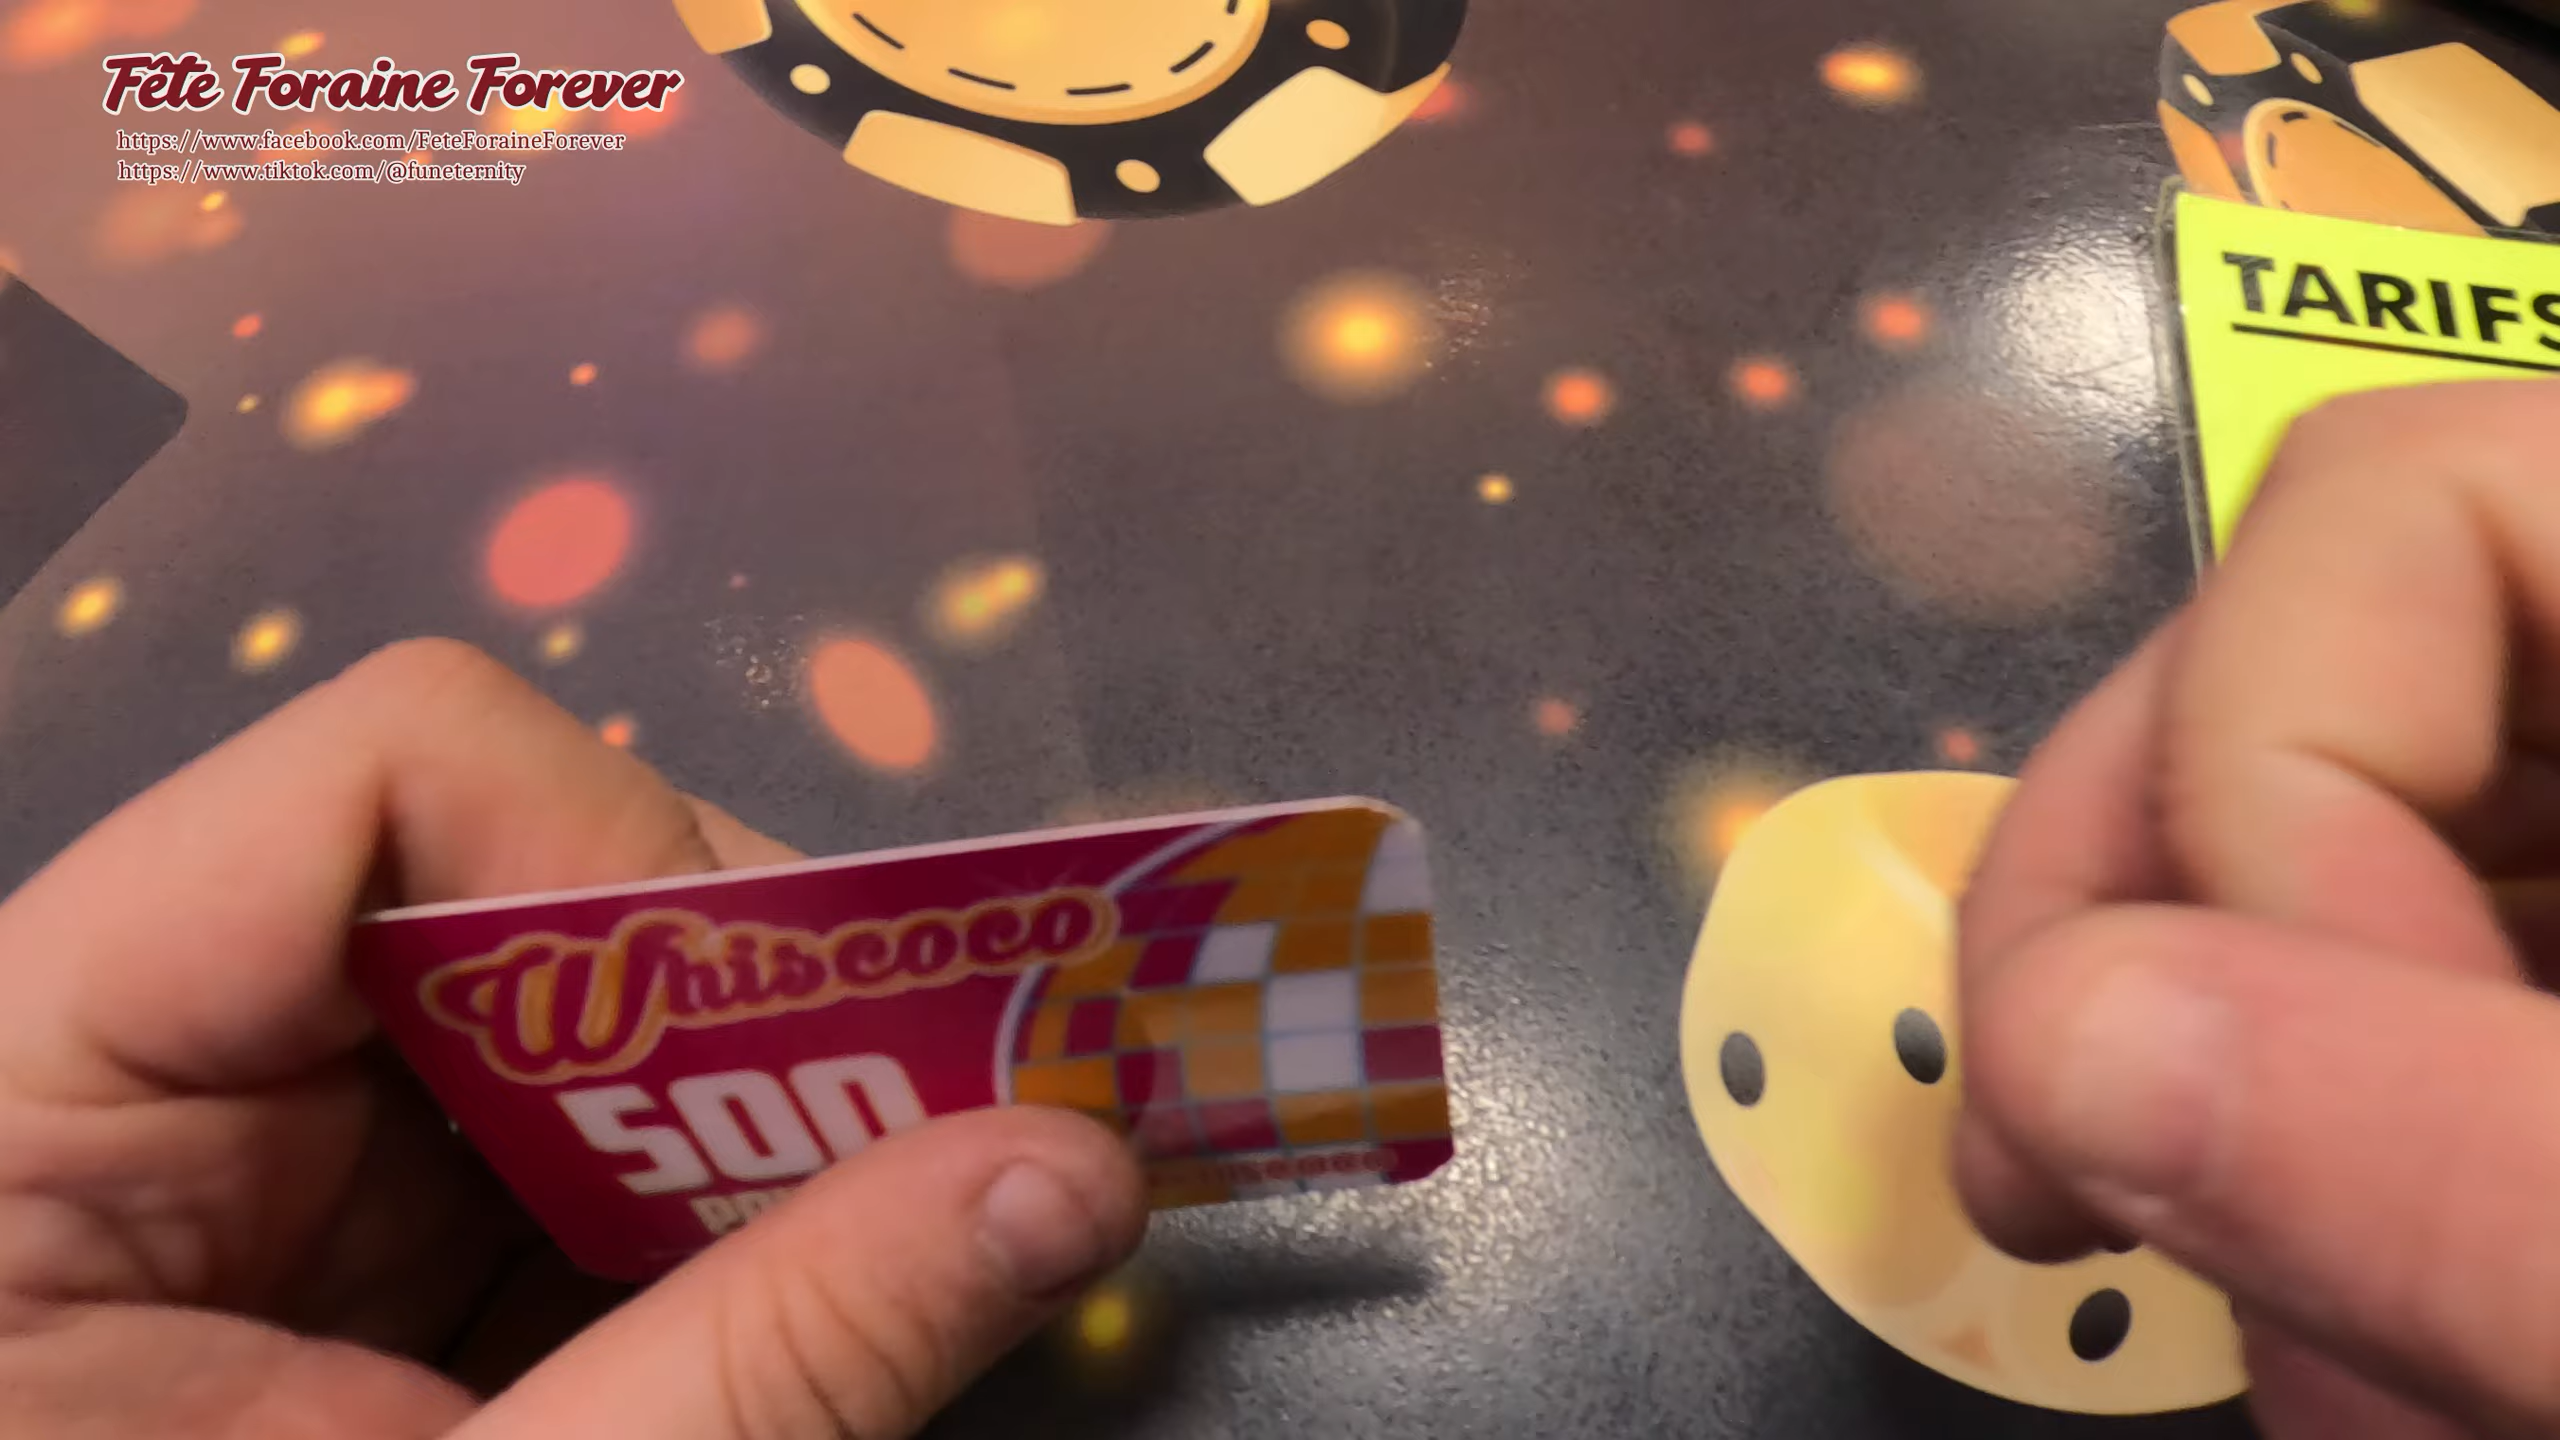 Fête Foraine Forever
https://www.facebook.com/FeteForaineForever
https://www.tiktok.com/@funeternity
TARIFS
Whiscoco
500